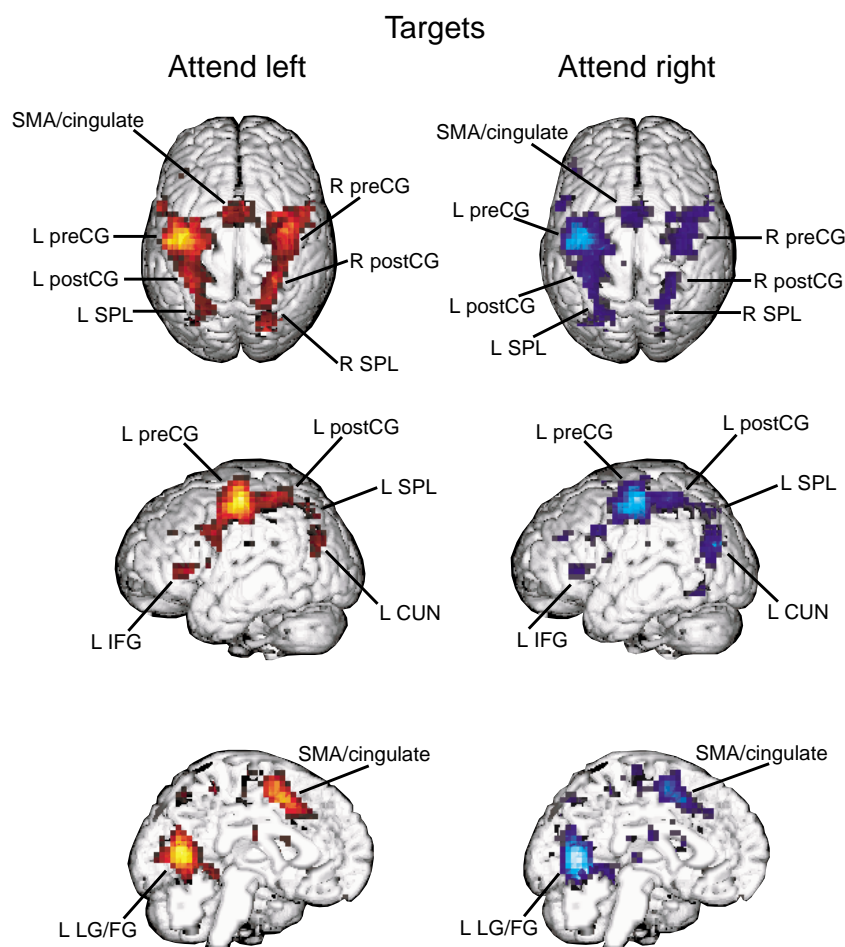 Targets
Attend left
Attend right
SMA/cingulate
R preCG
L preCG
L postCG
R postCG
L SPL
R SPL
SMA/cingulate
L preCG
R preCG
L postCG
R postCG
R SPL
L SPL
L preCG
L postCG
L SPL
L CUN
L IFG
L preCG
L postCG
L SPL
L CUN
L IFG
SMA/cingulate
L LG/FG
SMA/cingulate
L LG/FG